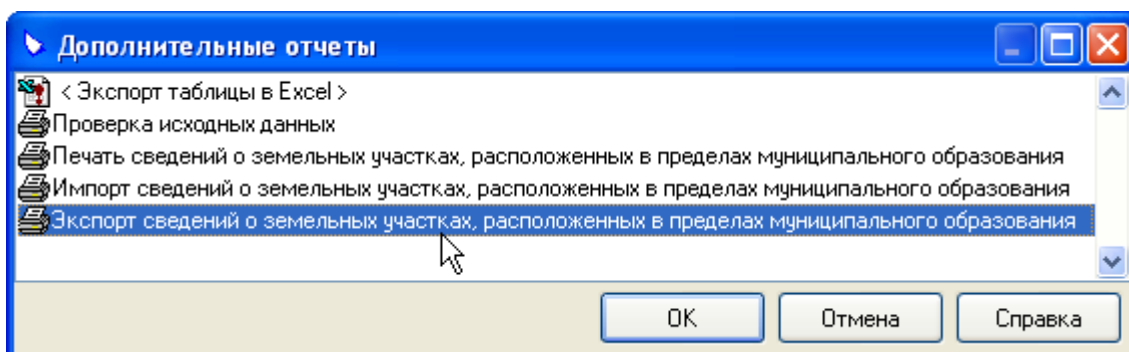 Дополнительные отчеты
< Экспорт таблицы в Excel >
Проверка исходных данных
Печать сведений о земельных участках, расположенных в пределах муниципального образования
Импорт сведений о земельных участках, расположенных в пределах муниципального образования
Экспорт сведений о земельных участках, расположенных в пределах муниципального образования
OK Отмена Справка